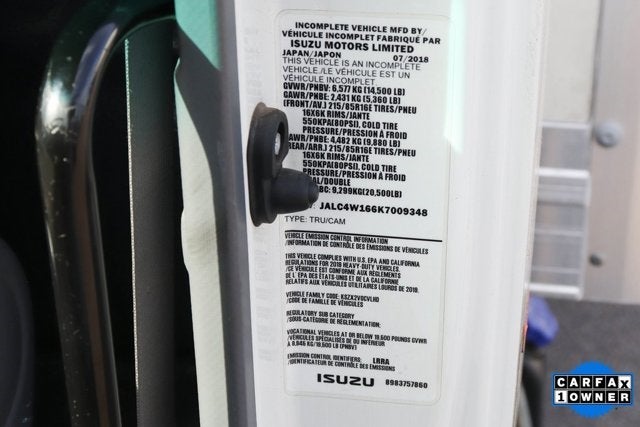 INCOMPLETE VEHICLE MFD BY/
VÉHICULE INCOMPLET FABRIQUÉ PAR
ISUZU MOTORS LIMITED
JAPAN/JAPON 07/2018
THIS VEHICLE IS AN INCOMPLETE
VEHICLE./LE VÉHICULE EST UN
VÉHICULE INCOMPLET
GVWR/PNBV: 6,577 KG (14,500 LB)
GAWR/PNBE: 2,431 KG (5,360 LB)
(FRONT/AV.) 215/85R16E TIRES/PNEU
16X6K RIMS/JANTE
550KPA(80PSI), COLD TIRE
PRESSURE/PRESSION À FROID
AWR/PNBE: 4,482 KG (9,880 LB)
EAR/ARR.) 215/85R16E TIRES/PNEU
16X6K RIMS/JANTE
550KPA(80PSI), COLD TIRE
PRESSURE/PRESSION À FROID
AL/DOUBLE
BC: 9,299KG(20,500LB)
: JALC4W166K7009348
TYPE: TRU/CAM
VEHICLE EMISSION CONTROL INFORMATION
/INFORMATION DE CONTRÔLE DES ÉMISSIONS DE VÉHICULES
THIS VEHICLE COMPLIES WITH U.S. EPA AND CALIFORNIA
REGULATIONS FOR 2019 HEAVY-DUTY VEHICLES.
/CE VÉHICULE EST CONFORME AUX RÈGLEMENTS
DE L' EPA DES ÉTATS-UNIS ET DE LA CALIFORNIE
RELATIFS AUX VÉHICULES UTILITAIRES LOURDS DE 2019.
VEHICLE FAMILY CODE: KSZX2VOCVLHD
/CODE DE FAMILLE DE VÉHICULES
REGULATORY SUB CATEGORY
/SOUS-CATÉGORIE DE RÉGLEMENTATION:
VOCATIONAL VEHICLES AT OR BELOW 19,500 POUNDS GVWR
/VÉHICULES SPÉCIALISÉS DE OU INFÉRIEUR
À 8,846 KG/19,500 LB (PNBV)
EMISSION CONTROL IDENTIFIERS: LRRA
/IDENTIFICATEUR DE CONTRÔLE DES ÉMISSIONS
ISUZU 8983757860
CARFAX
1 OWNER